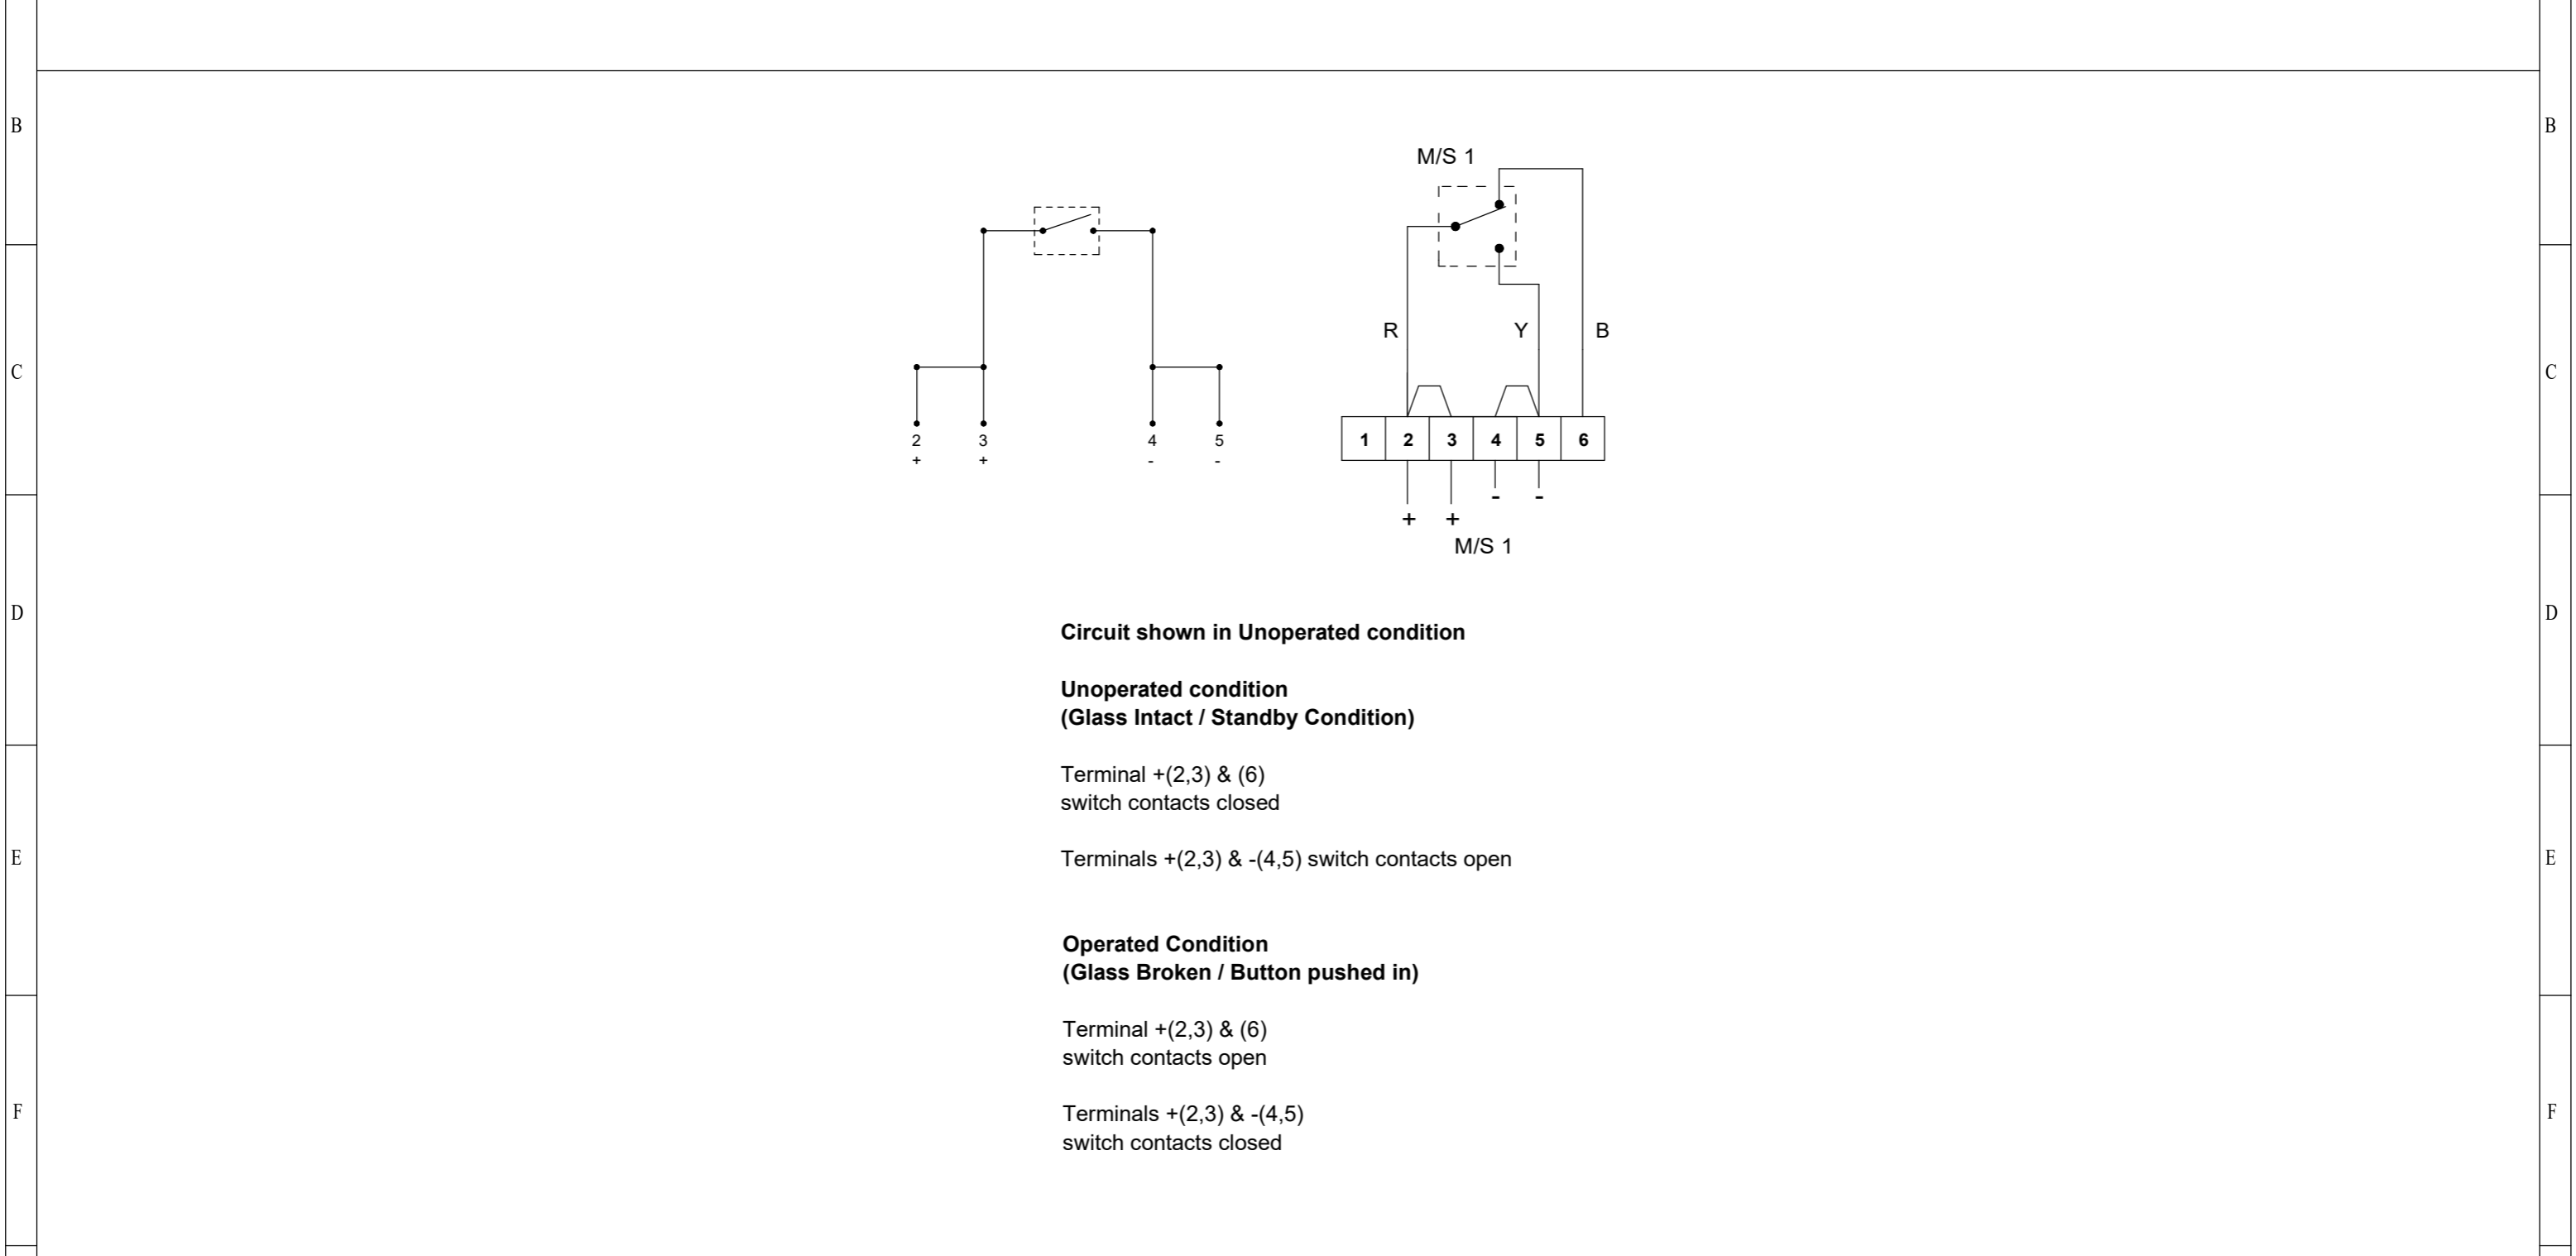 B
B
M/S 1
R
Y
B
C
C
2
3
4
5
+
+
-
-
1 2 3 4 5 6
- -
+ +
M/S 1
D
D
Circuit shown in Unoperated condition
Unoperated condition
(Glass Intact / Standby Condition)
Terminal +(2,3) & (6)
switch contacts closed
E
E
Terminals +(2,3) & -(4,5) switch contacts open
Operated Condition
(Glass Broken / Button pushed in)
Terminal +(2,3) & (6)
switch contacts open
F
F
Terminals +(2,3) & -(4,5)
switch contacts closed